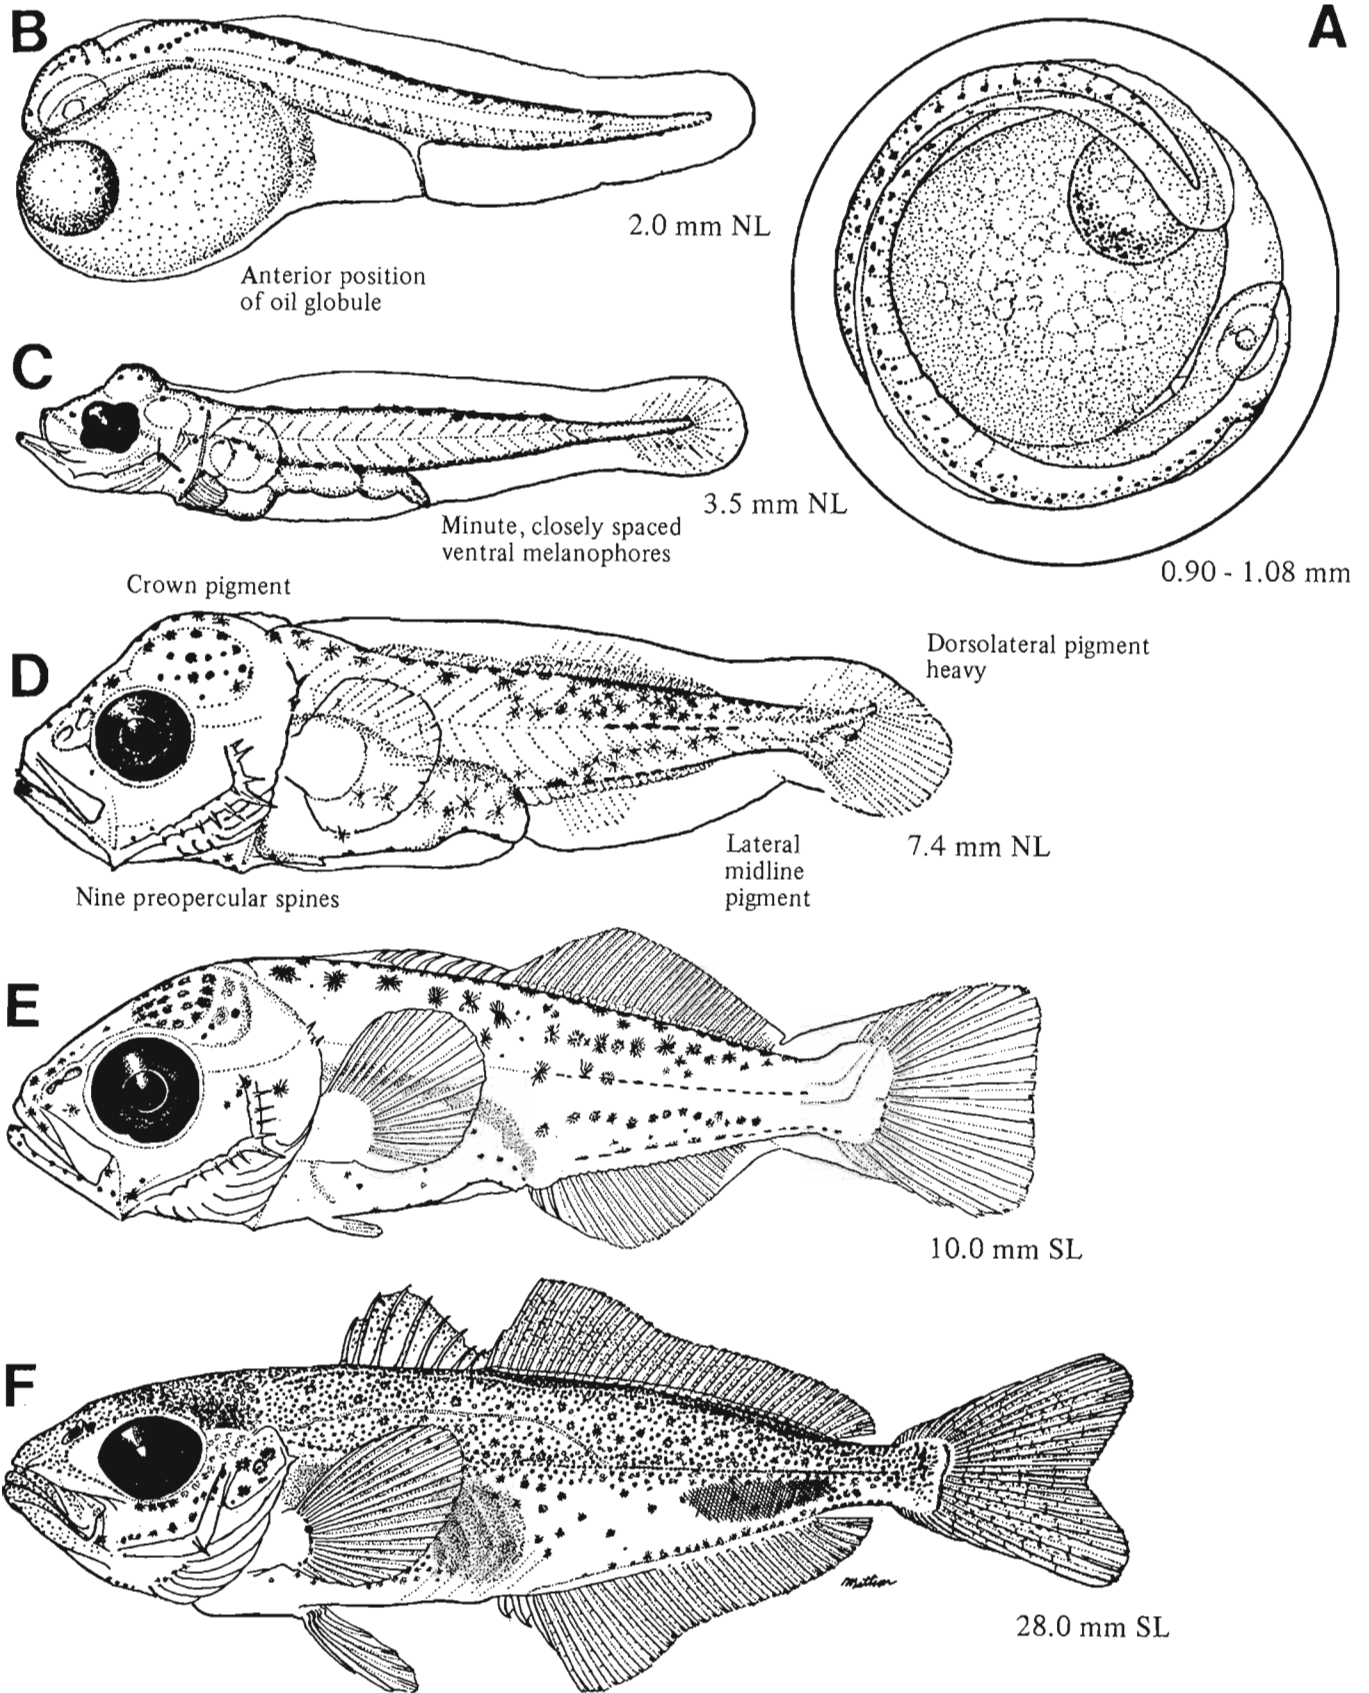 B
A
2.0 mm NL
Anterior position
of oil globule
C
3.5 mm NL
Minute, closely spaced
ventral melanophores
0.90 - 1.08 mm
Crown pigment
D
Dorsolateral pigment
heavy
Lateral
midline
pigment
7.4 mm NL
Nine preopercular spines
E
10.0 mm SL
F
28.0 mm SL